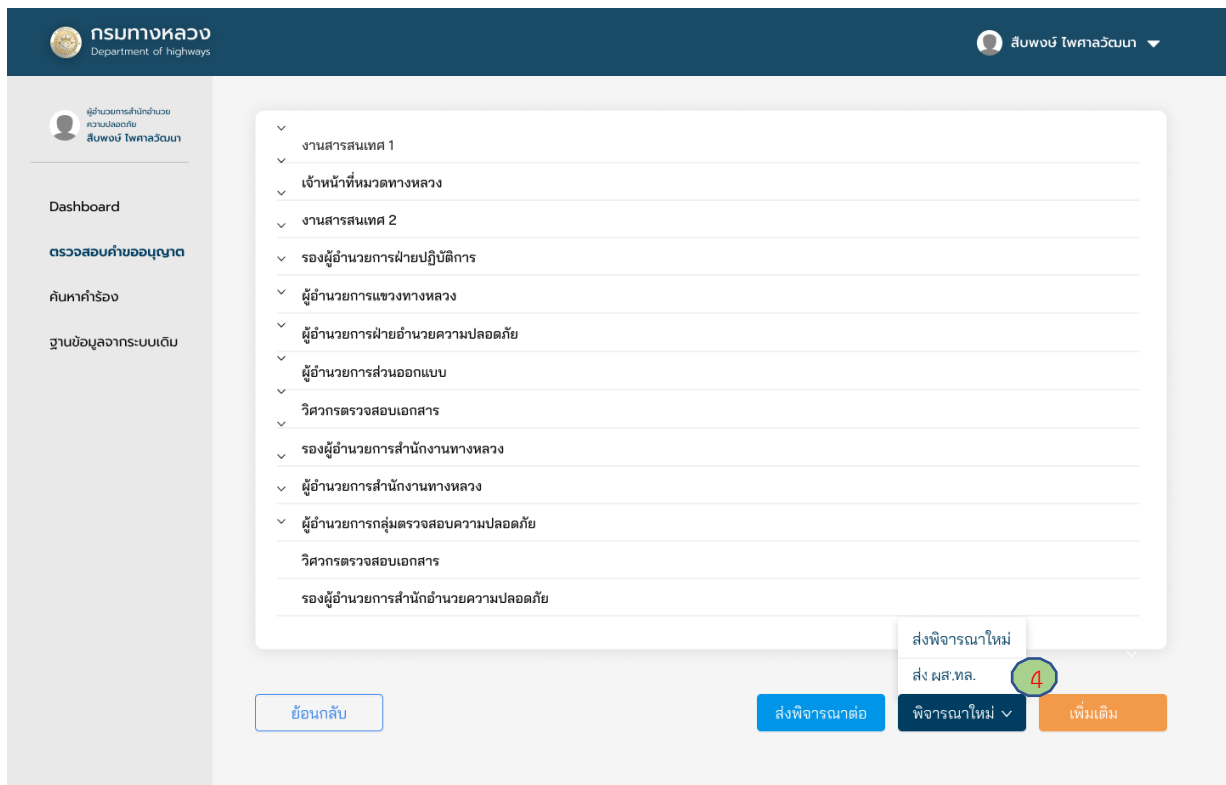 กรมทางหลวง
Department of highways
สืบพงษ์ ไพศาลวัฒนา
ผู้อำนวยการสำนักอำนวย
ความปลอดภัย
สืบพงษ์ ไพศาลวัฒนา
Dashboard
ตรวจสอบคำขออนุญาต
ค้นหาคำร้อง
ฐานข้อมูลจากระบบเดิม
งานสารสนเทศ 1
เจ้าหน้าที่หมวดทางหลวง
งานสารสนเทศ 2
รองผู้อำนวยการฝ่ายปฏิบัติการ
ผู้อำนวยการแขวงทางหลวง
ผู้อำนวยการฝ่ายอำนวยความปลอดภัย
ผู้อำนวยการส่วนออกแบบ
วิศวกรตรวจสอบเอกสาร
รองผู้อำนวยการสำนักงานทางหลวง
ผู้อำนวยการสำนักงานทางหลวง
ผู้อำนวยการกลุ่มตรวจสอบความปลอดภัย
วิศวกรตรวจสอบเอกสาร
รองผู้อำนวยการสำนักอำนวยความปลอดภัย
ส่งพิจารณาใหม่
ส่ง ผส.ทล.
4
ย้อนกลับ
ส่งพิจารณาต่อ
พิจารณาใหม่
เพิ่มเติม